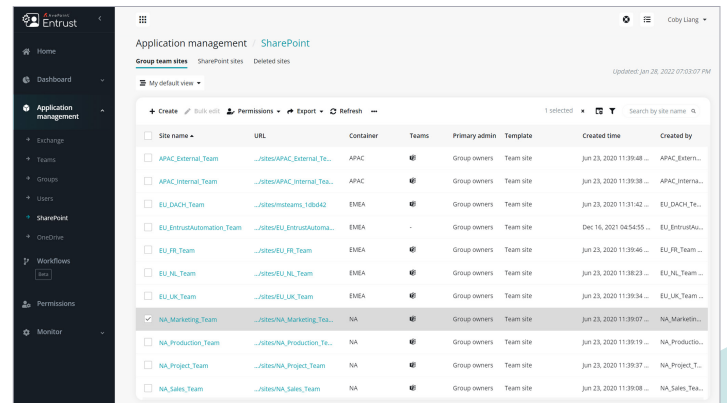 AvePoint
Entrust
Home
Dashboard
Application management
Exchange
Teams
Groups
Users
SharePoint
OneDrive
Workflows
Beta
Permissions
Monitor
Coby Liang
Application management / SharePoint
Group team sites SharePoint sites Deleted sites
Updated: Jan 28, 2022 07:03:07 PM
My default view
+ Create Bulk edit Permissions Export Refresh ••• 1 selected × Search by site name
Site name URL Container Teams Primary admin Template Created time Created by
APAC_External_Team .../sites/APAC_External_Te... APAC Group owners Team site Jun 23, 2020 11:39:48 ... APAC_Extern...
APAC_Internal_Team .../sites/APAC_Internal_Tea... APAC Group owners Team site Jun 23, 2020 11:39:38 ... APAC_Interna...
EU_DACH_Team .../sites/msteams_1dbd42 EMEA Group owners Team site Jun 23, 2020 11:31:42 ... EU_DACH_Te...
EU_EntrustAutomation_Team .../sites/EU_EntrustAutoma... EMEA - Group owners Team site Dec 16, 2021 04:54:55 ... EU_EntrustAu...
EU_FR_Team .../sites/EU_FR_Team EMEA Group owners Team site Jun 23, 2020 11:39:46 ... EU_FR_Team ...
EU_NL_Team .../sites/EU_NL_Team EMEA Group owners Team site Jun 23, 2020 11:38:23 ... EU_NL_Team ...
EU_UK_Team .../sites/EU_UK_Team EMEA Group owners Team site Jun 23, 2020 11:39:34 ... EU_UK_Team ...
NA_Marketing_Team .../sites/NA_Marketing_Tea... NA Group owners Team site Jun 23, 2020 11:39:07 ... NA_Marketin...
NA_Production_Team .../sites/NA_Production_Te... NA Group owners Team site Jun 23, 2020 11:39:19 ... NA_Productio...
NA_Project_Team .../sites/NA_Project_Team NA Group owners Team site Jun 23, 2020 11:39:37 ... NA_Project_T...
NA_Sales_Team .../sites/NA_Sales_Team NA Group owners Team site Jun 23, 2020 11:39:08 ... NA_Sales_Tea...